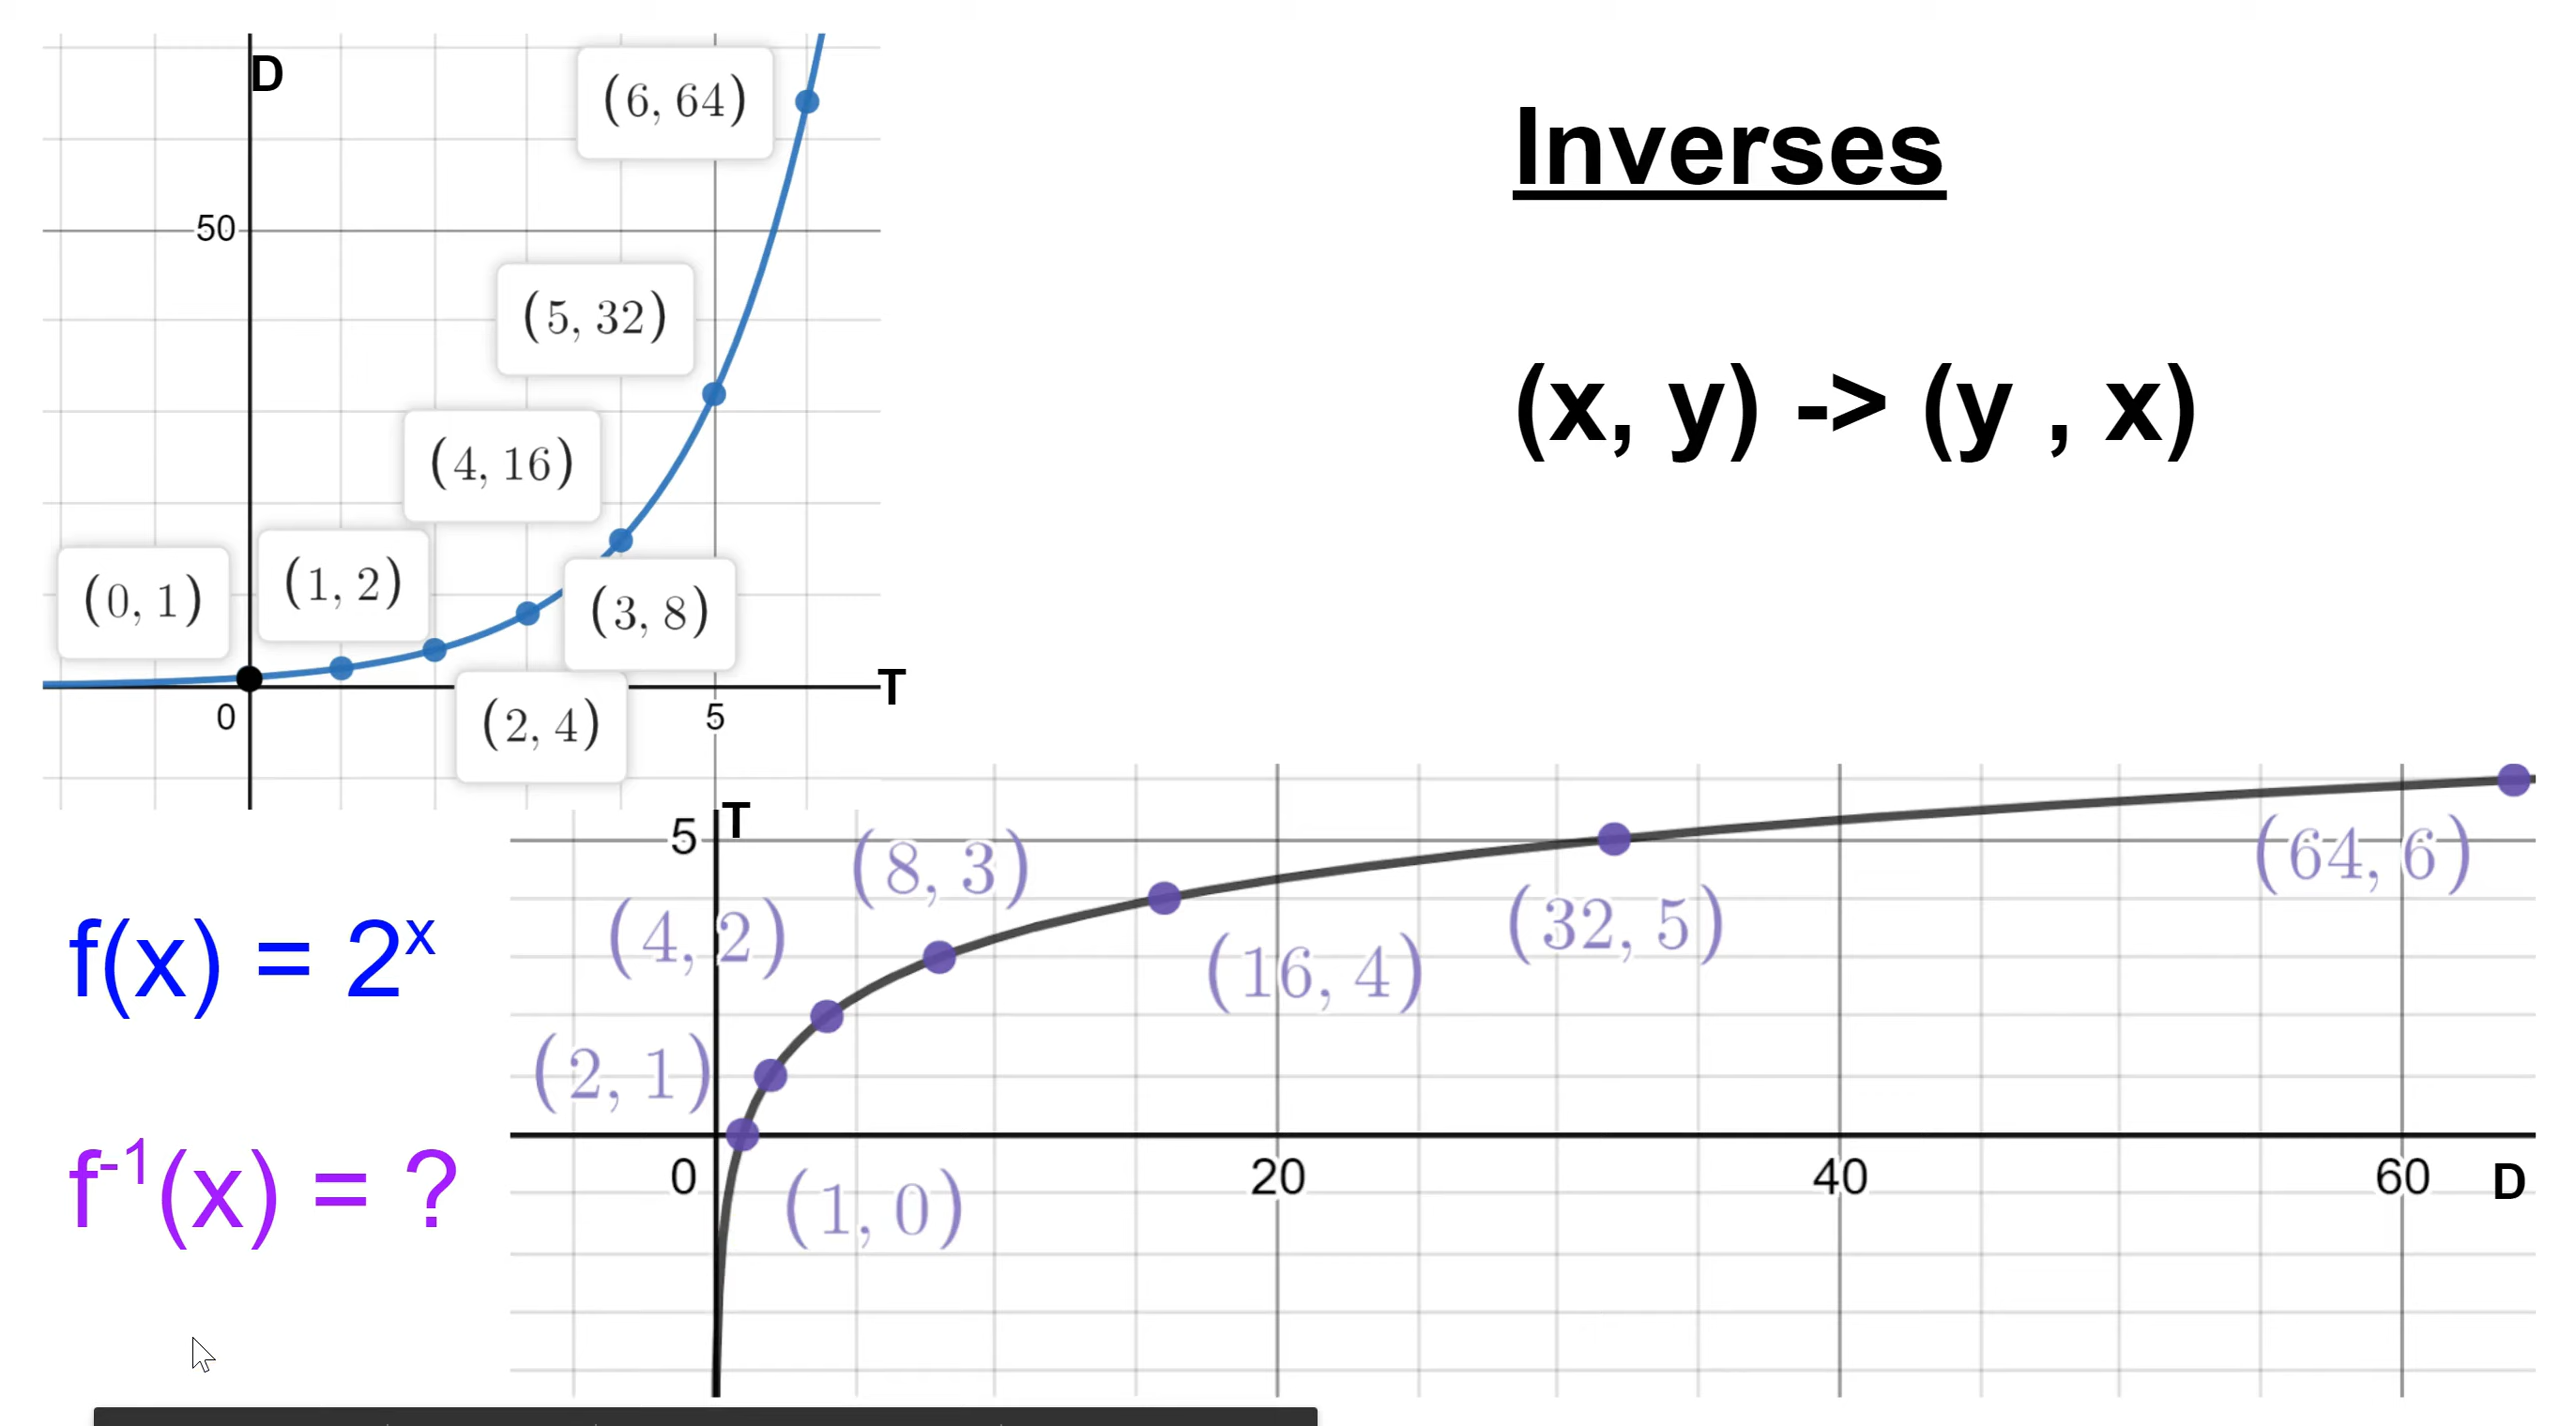 D
(6, 64)
50
(5, 32)
(4, 16)
(0, 1)
(1, 2)
(3, 8)
T
0
(2, 4)
5
Inverses
(x, y) -> (y , x)
f(x) = 2ˣ
f⁻¹(x) = ?
T
5
(8, 3)
(4, 2)
(64, 6)
(32, 5)
(16, 4)
(2, 1)
0
20
40
60
D
(1, 0)